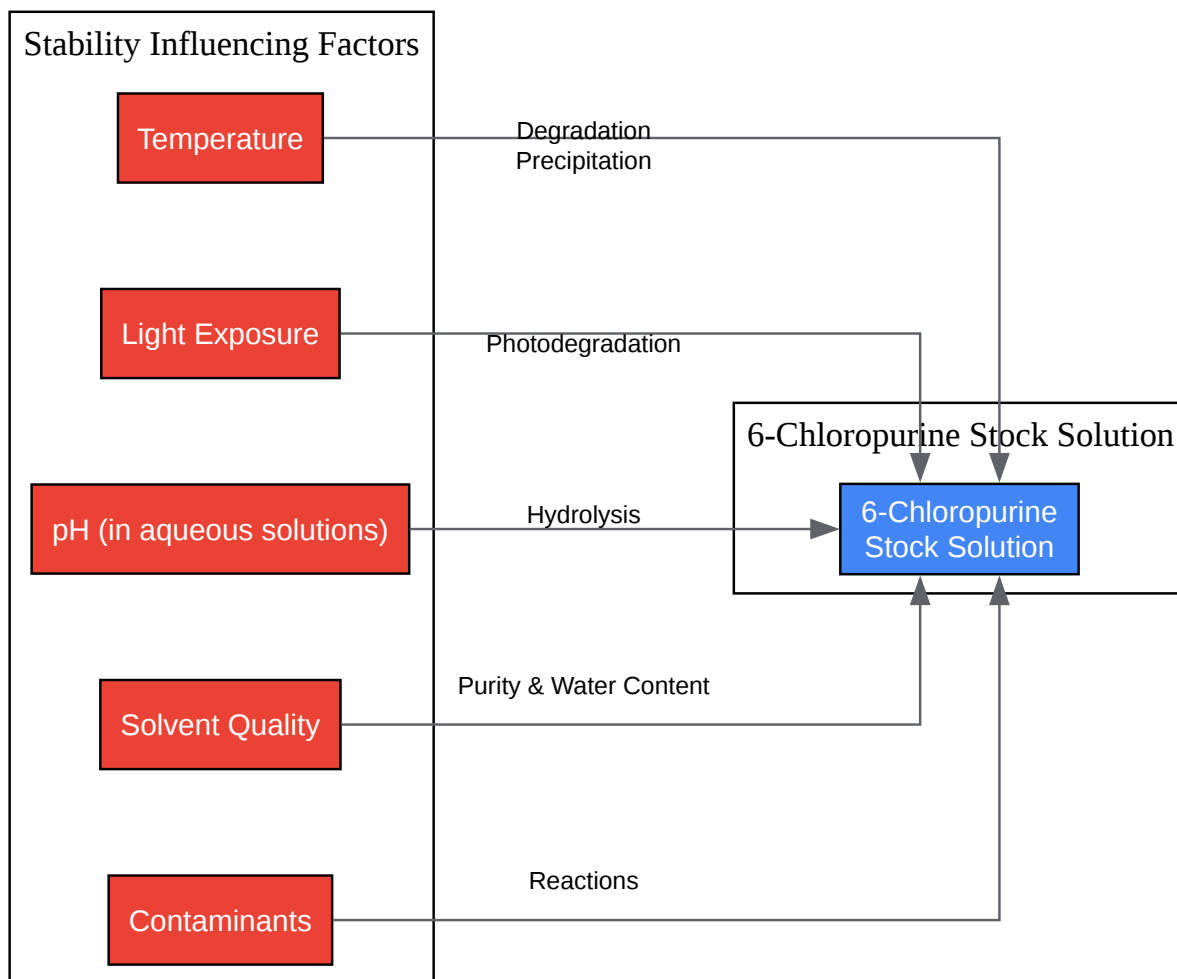 Stability Influencing Factors
Temperature
Degradation
Precipitation
Light Exposure
Photodegradation
6-Chloropurine Stock Solution
pH (in aqueous solutions)
Hydrolysis
6-Chloropurine
Stock Solution
Purity & Water Content
Solvent Quality
Reactions
Contaminants